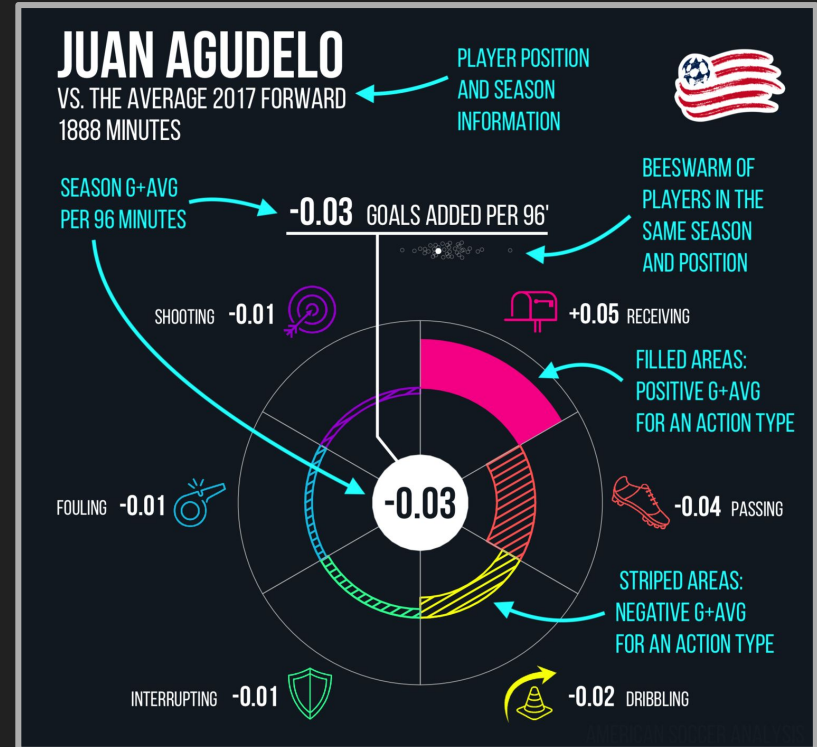 JUAN AGUDELO
VS. THE AVERAGE 2017 FORWARD
1888 MINUTES
PLAYER POSITION
AND SEASON
INFORMATION
SEASON G+AVG
PER 96 MINUTES
-0.03 GOALS ADDED PER 96'
BEESWARM OF
PLAYERS IN THE
SAME SEASON
AND POSITION
SHOOTING -0.01
+0.05 RECEIVING
FILLED AREAS:
POSITIVE G+AVG
FOR AN ACTION TYPE
FOULING -0.01
-0.03
-0.04 PASSING
STRIPED AREAS:
NEGATIVE G+AVG
FOR AN ACTION TYPE
INTERRUPTING -0.01
-0.02 DRIBBLING
AMERICAN SOCCER ANALYSIS